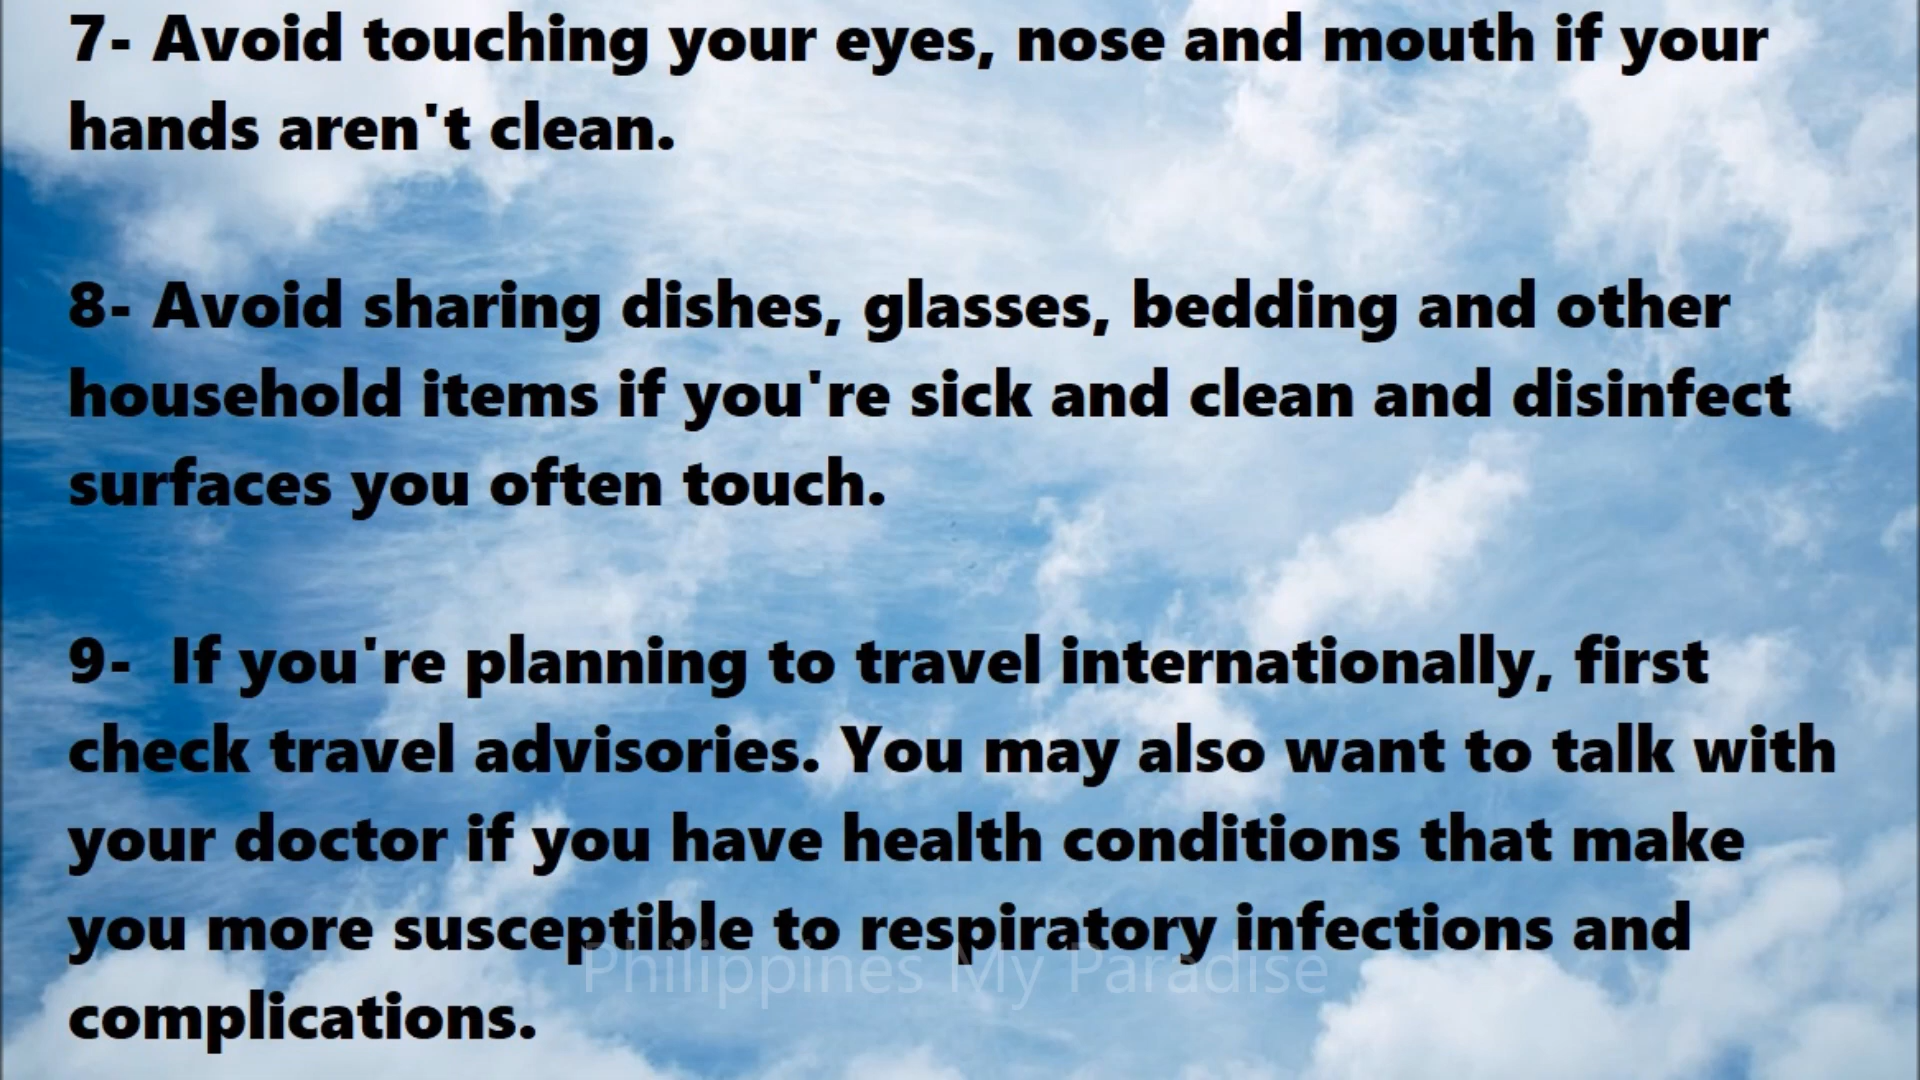 7- Avoid touching your eyes, nose and mouth if your
hands aren't clean.
8- Avoid sharing dishes, glasses, bedding and other
household items if you're sick and clean and disinfect
surfaces you often touch.
9-  If you're planning to travel internationally, first
check travel advisories. You may also want to talk with
your doctor if you have health conditions that make
you more susceptible to respiratory infections and
Philippines My Paradise
complications.